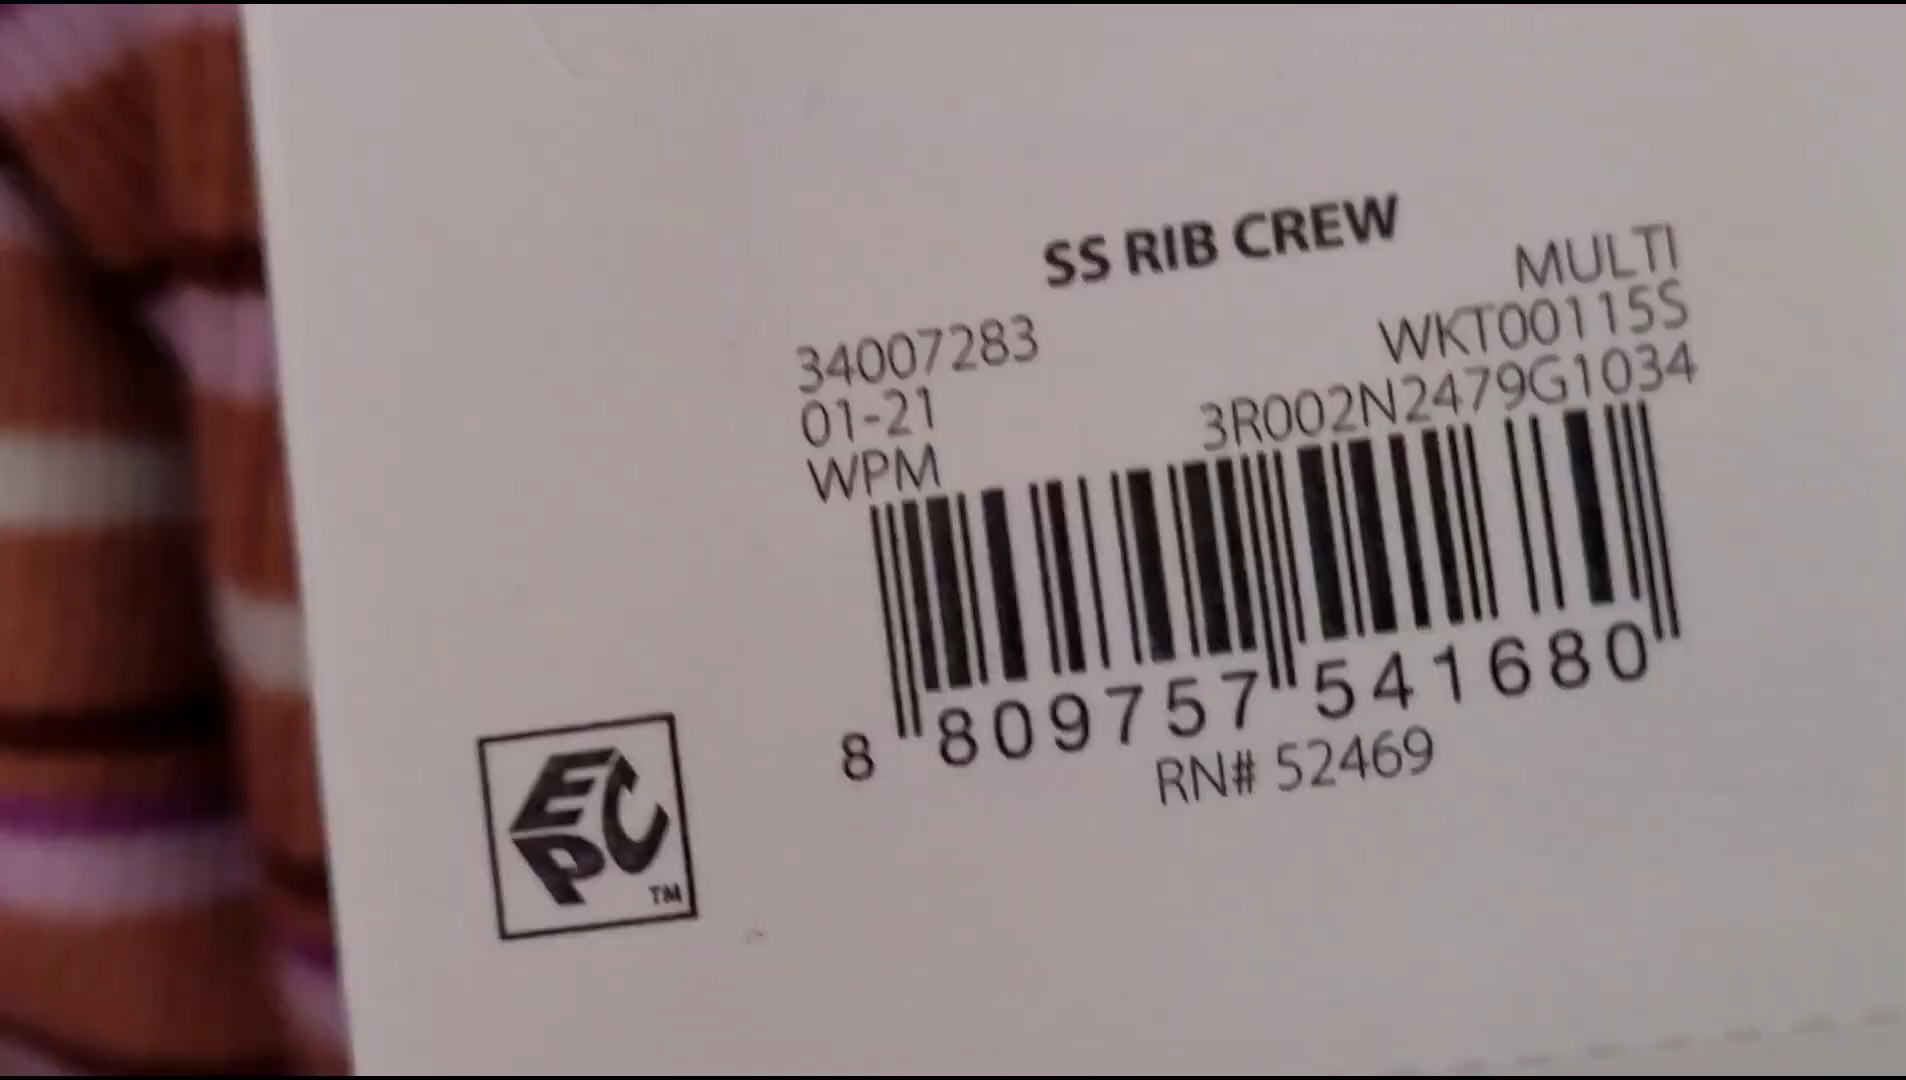 SS RIB CREW
MULTI
34007283 WKT00115S
01-21 3R002N2479G1034
WPM
8 809757 541680
RN# 52469
EPC
TM